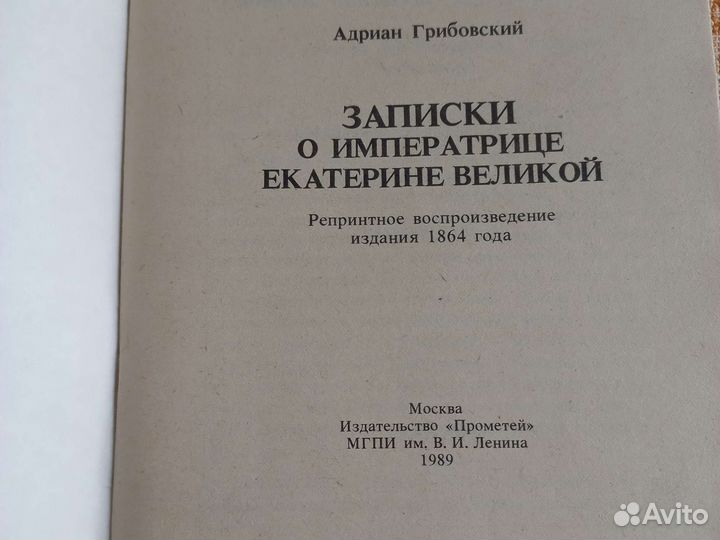 Адриан Грибовский
ЗАПИСКИ
О ИМПЕРАТРИЦЕ
ЕКАТЕРИНЕ ВЕЛИКОЙ
Репринтное воспроизведение
издания 1864 года
Москва
Издательство «Прометей»
МГПИ им. В. И. Ленина
1989
Avito